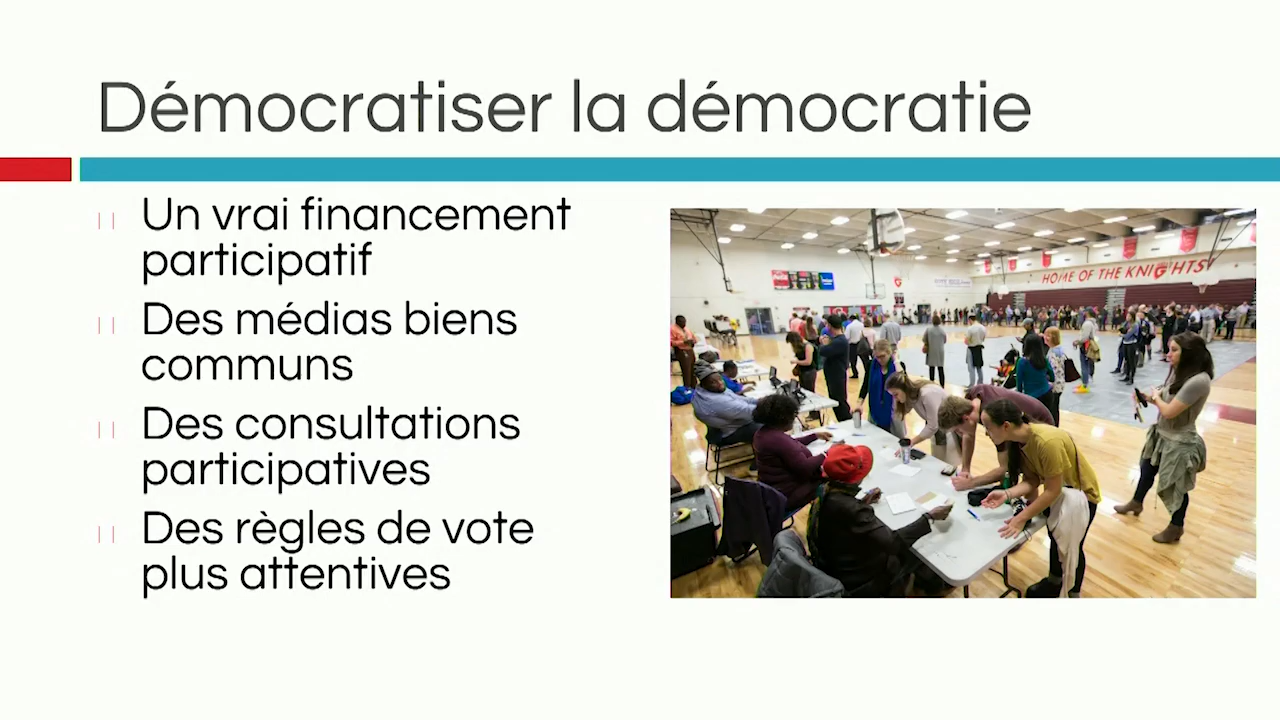 Démocratiser la démocratie
Un vrai financement
participatif
Des médias biens
communs
Des consultations
participatives
Des règles de vote
plus attentives
HOME OF THE KNIGHTS